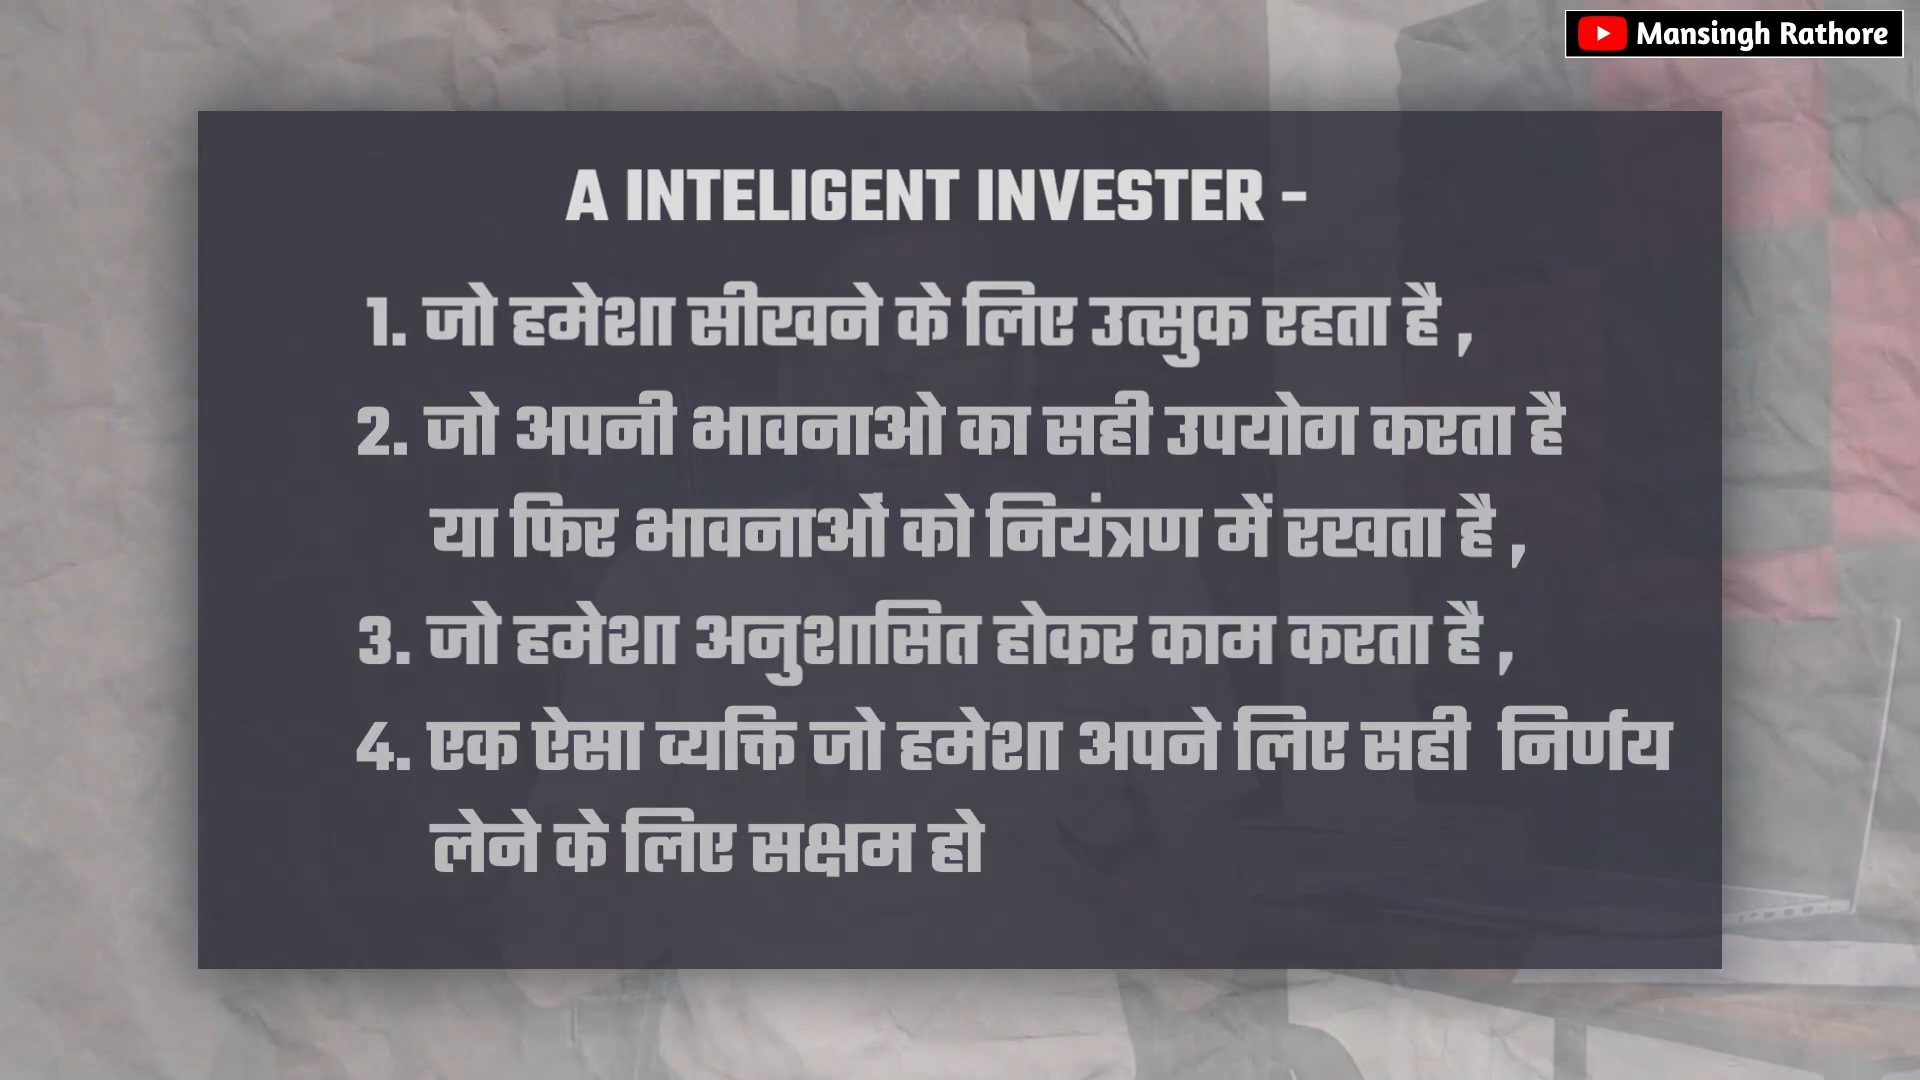 Mansingh Rathore
A INTELIGENT INVESTER -
1. जो हमेशा सीखने के लिए उत्सुक रहता है ,
2. जो अपनी भावनाओ का सही उपयोग करता है
या फिर भावनाओं को नियंत्रण में रखता है ,
3. जो हमेशा अनुशासित होकर काम करता है ,
4. एक ऐसा व्यक्ति जो हमेशा अपने लिए सही निर्णय
लेने के लिए सक्षम हो